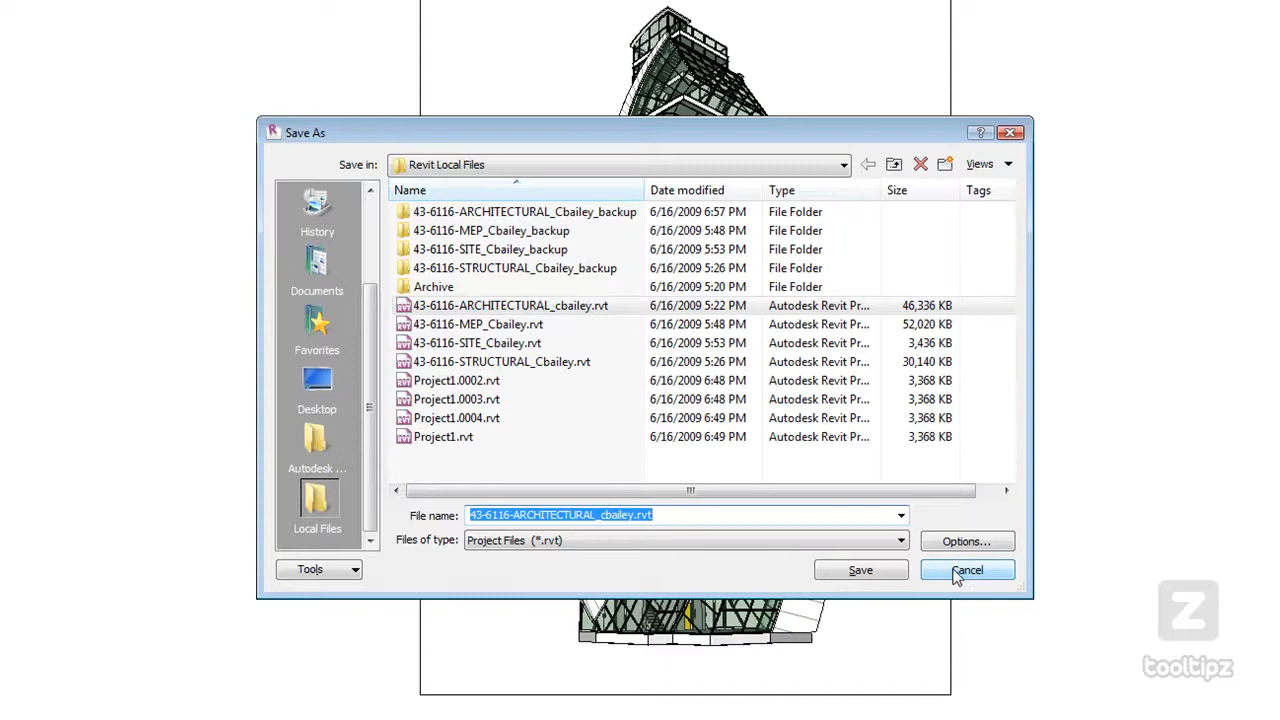 Save As
Save in: Revit Local Files Views
Name Date modified Type Size Tags
43-6116-ARCHITECTURAL_Cbailey_backup 6/16/2009 6:57 PM File Folder
43-6116-MEP_Cbailey_backup 6/16/2009 5:48 PM File Folder
43-6116-SITE_Cbailey_backup 6/16/2009 5:53 PM File Folder
43-6116-STRUCTURAL_Cbailey_backup 6/16/2009 5:26 PM File Folder
Archive 6/16/2009 5:20 PM File Folder
43-6116-ARCHITECTURAL_cbailey.rvt 6/16/2009 5:22 PM Autodesk Revit Pr... 46,336 KB
43-6116-MEP_Cbailey.rvt 6/16/2009 5:48 PM Autodesk Revit Pr... 52,020 KB
43-6116-SITE_Cbailey.rvt 6/16/2009 5:53 PM Autodesk Revit Pr... 3,436 KB
43-6116-STRUCTURAL_Cbailey.rvt 6/16/2009 5:26 PM Autodesk Revit Pr... 30,140 KB
Project1.0002.rvt 6/16/2009 6:48 PM Autodesk Revit Pr... 3,368 KB
Project1.0003.rvt 6/16/2009 6:48 PM Autodesk Revit Pr... 3,368 KB
Project1.0004.rvt 6/16/2009 6:49 PM Autodesk Revit Pr... 3,368 KB
Project1.rvt 6/16/2009 6:49 PM Autodesk Revit Pr... 3,368 KB
History
Documents
Favorites
Desktop
Autodesk ...
Local Files
File name: 43-6116-ARCHITECTURAL_cbailey.rvt
Files of type: Project Files (*.rvt) Options...
Tools Save Cancel
Z
tooltipz